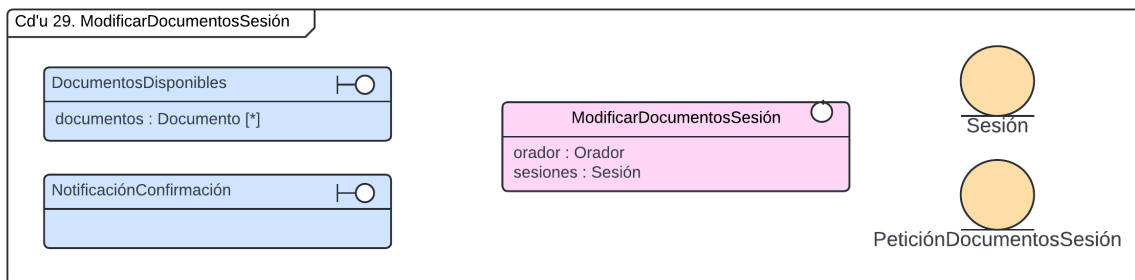 Cd'u 29. ModificarDocumentosSesión
DocumentosDisponibles
documentos : Documento [*]
NotificaciónConfirmación
ModificarDocumentosSesión
orador : Orador
sesiones : Sesión
Sesión
PeticiónDocumentosSesión